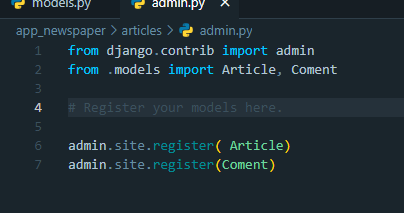 models.py admin.py X
app_newspaper > articles > admin.py
1 from django.contrib import admin
2 from .models import Article, Coment
3
4 # Register your models here.
5
6 admin.site.register( Article)
7 admin.site.register(Coment)